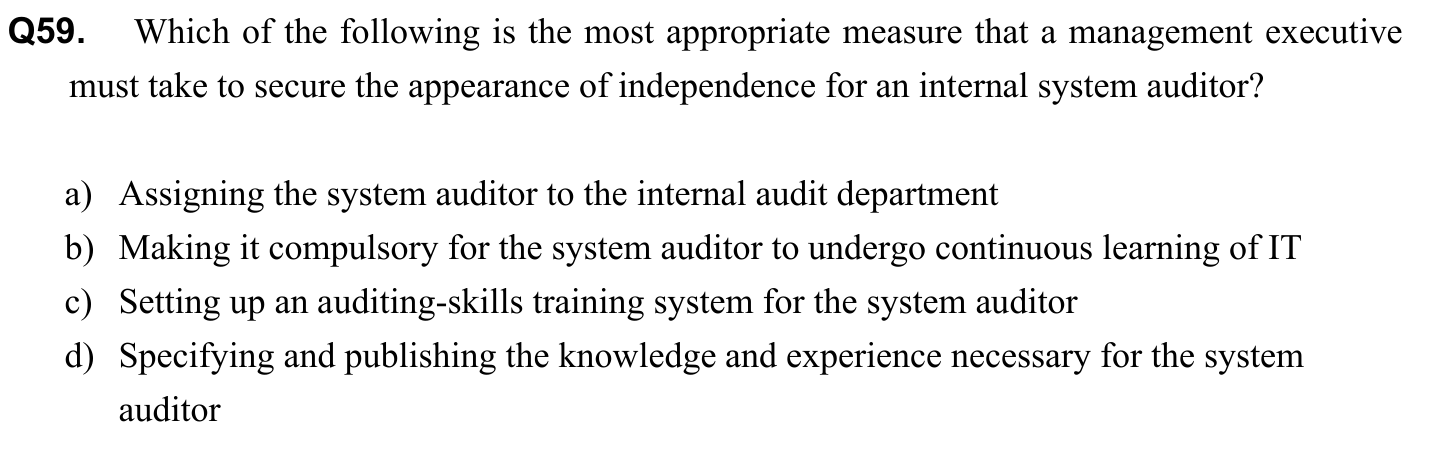 Q59. Which of the following is the most appropriate measure that a management executive
must take to secure the appearance of independence for an internal system auditor?
a) Assigning the system auditor to the internal audit department
b) Making it compulsory for the system auditor to undergo continuous learning of IT
c) Setting up an auditing-skills training system for the system auditor
d) Specifying and publishing the knowledge and experience necessary for the system
auditor